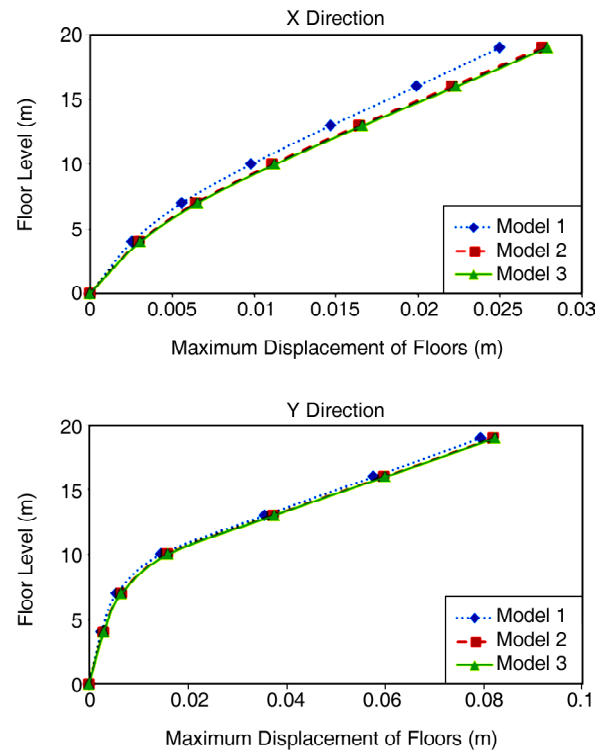 X Direction
20
15
10
5
0
Floor Level (m)
Model 1
Model 2
Model 3
0 0.005 0.01 0.015 0.02 0.025 0.03
Maximum Displacement of Floors (m)
Y Direction
20
15
10
5
0
Floor Level (m)
Model 1
Model 2
Model 3
0 0.02 0.04 0.06 0.08 0.1
Maximum Displacement of Floors (m)